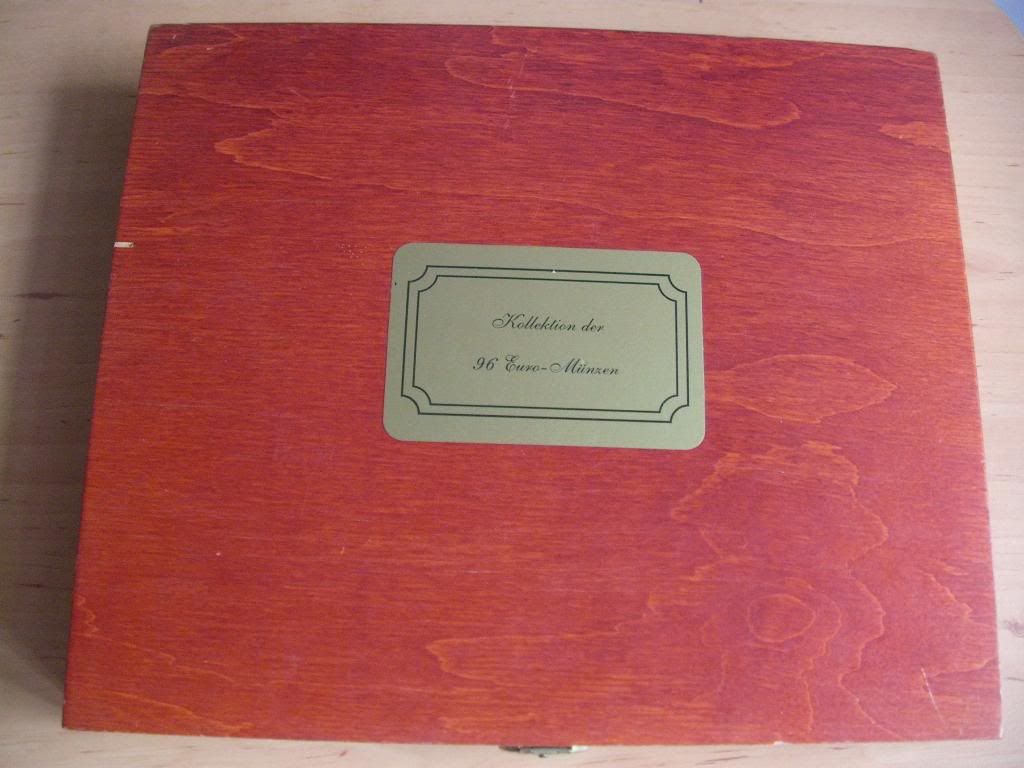 Kollektion der
96 Euro-Münzen